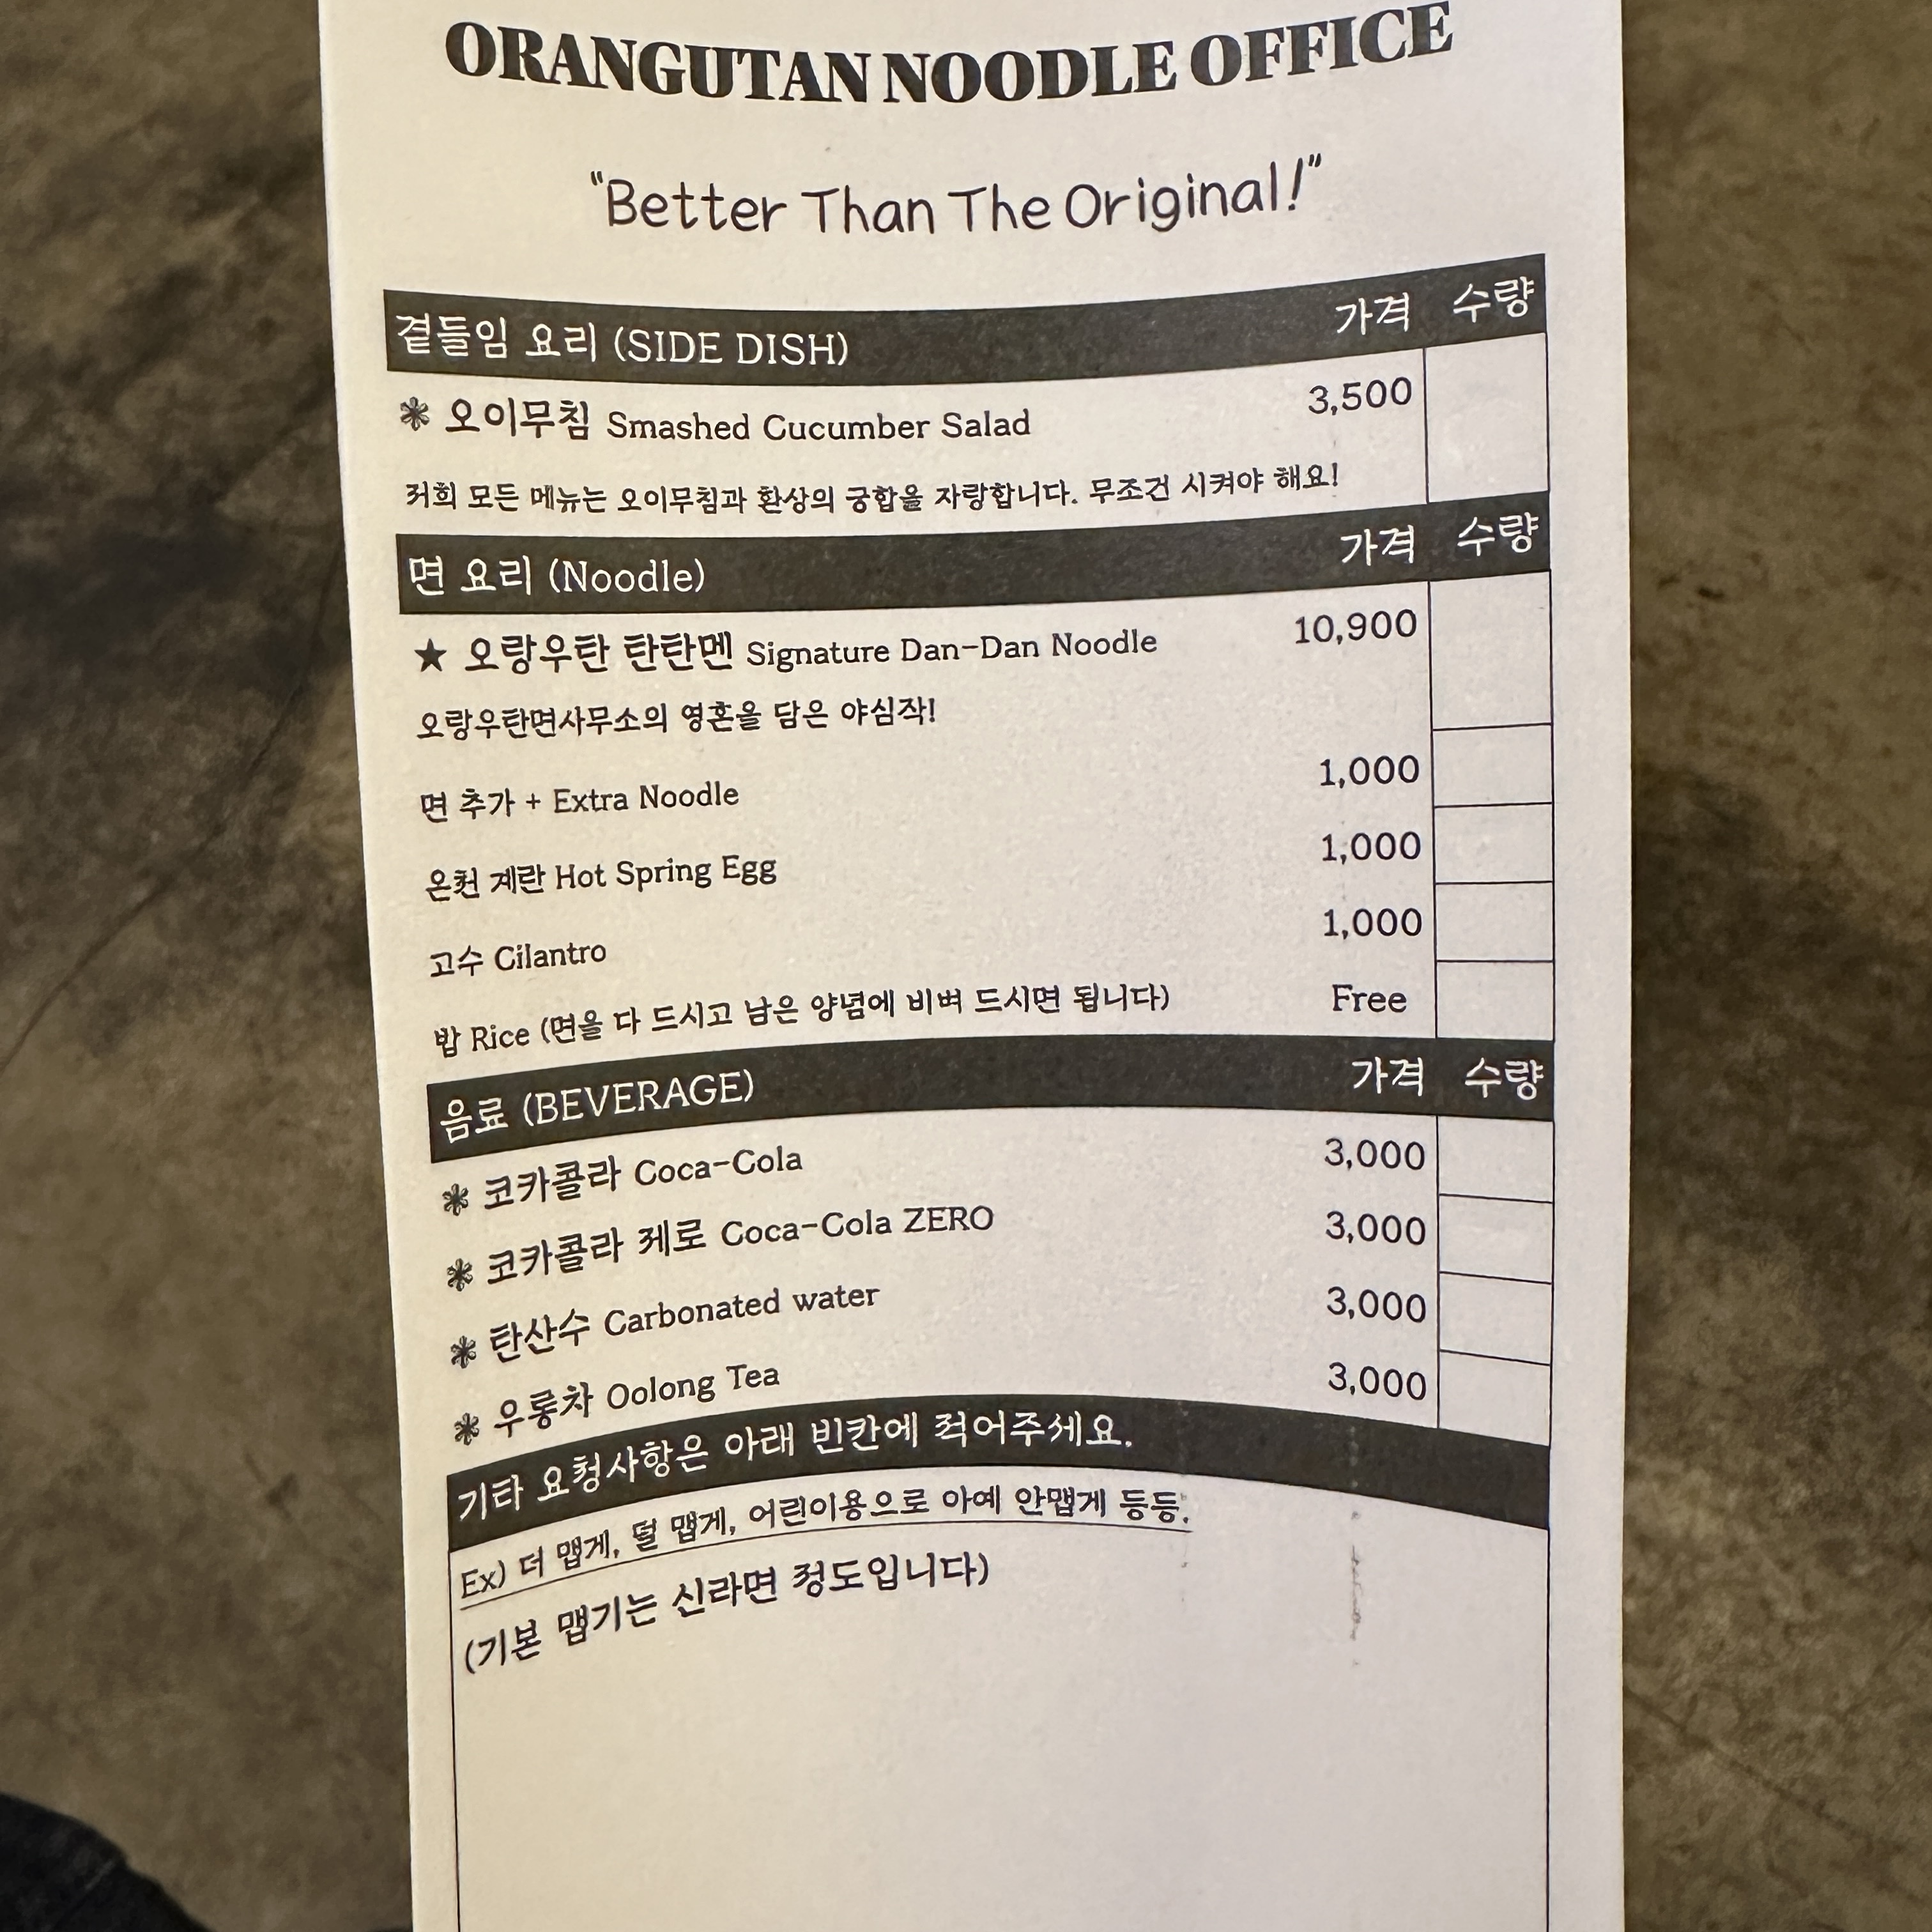 ORANGUTAN NOODLE OFFICE
"Better Than The Original!"
곁들임 요리 (SIDE DISH) 가격 수량
❃ 오이무침 Smashed Cucumber Salad 3,500
저희 모든 메뉴는 오이무침과 환상의 궁합을 자랑합니다. 무조건 시켜야 해요!
면 요리 (Noodle) 가격 수량
★ 오랑우탄 탄탄멘 Signature Dan-Dan Noodle 10,900
오랑우탄면사무소의 영혼을 담은 야심작!
면 추가 + Extra Noodle 1,000
온천 계란 Hot Spring Egg 1,000
고수 Cilantro 1,000
밥 Rice (면을 다 드시고 남은 양념에 비벼 드시면 됩니다) Free
음료 (BEVERAGE) 가격 수량
❃ 코카콜라 Coca-Cola 3,000
❃ 코카콜라 제로 Coca-Cola ZERO 3,000
❃ 탄산수 Carbonated water 3,000
❃ 우롱차 Oolong Tea 3,000
기타 요청사항은 아래 빈칸에 적어주세요.
Ex) 더 맵게, 덜 맵게, 어린이용으로 아예 안맵게 등등.
(기본 맵기는 신라면 정도입니다)